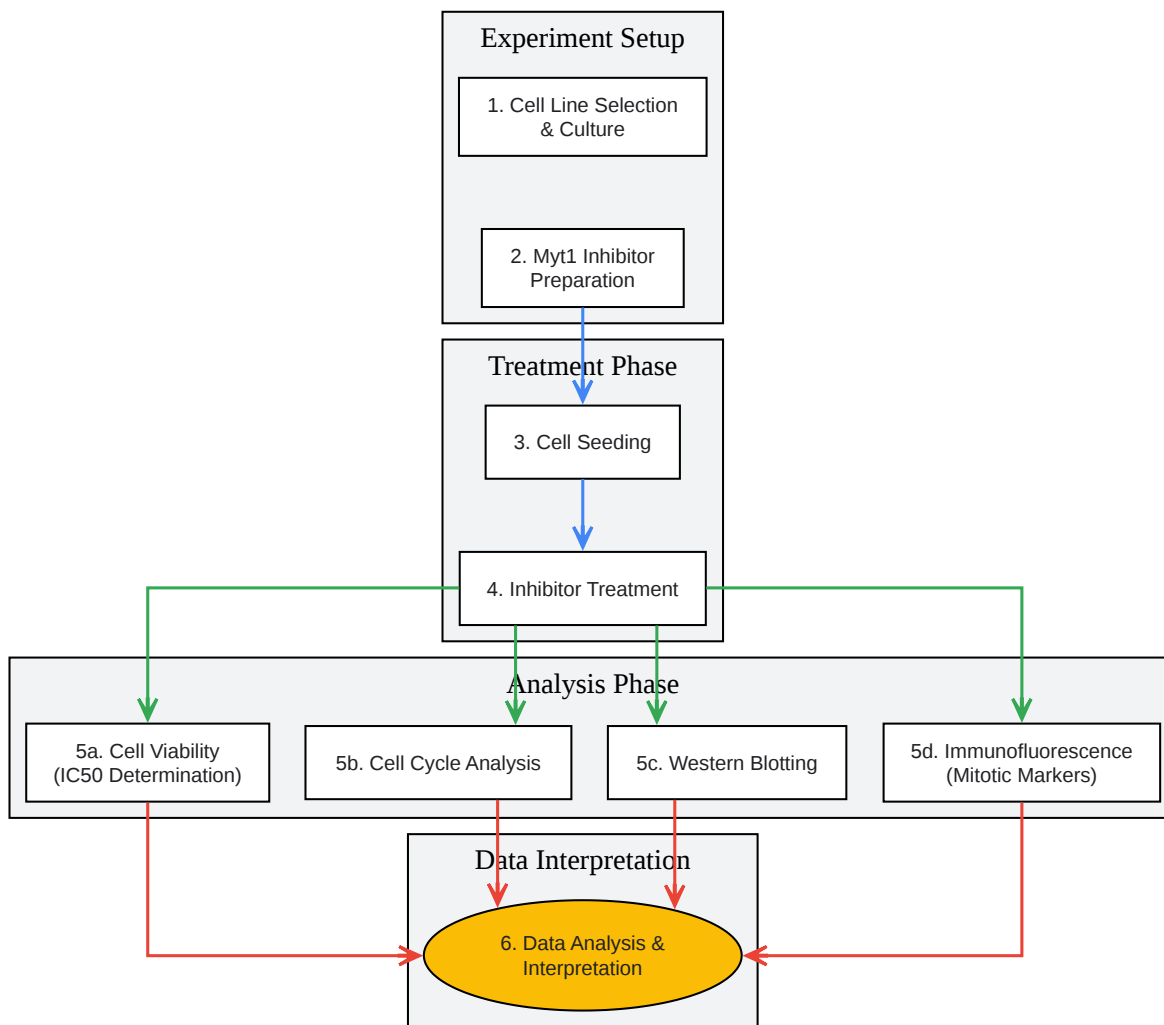 Experiment Setup
1. Cell Line Selection
& Culture
2. Myt1 Inhibitor
Preparation
Treatment Phase
3. Cell Seeding
4. Inhibitor Treatment
Analysis Phase
5a. Cell Viability
(IC50 Determination)
5b. Cell Cycle Analysis
5c. Western Blotting
5d. Immunofluorescence
(Mitotic Markers)
Data Interpretation
6. Data Analysis &
Interpretation